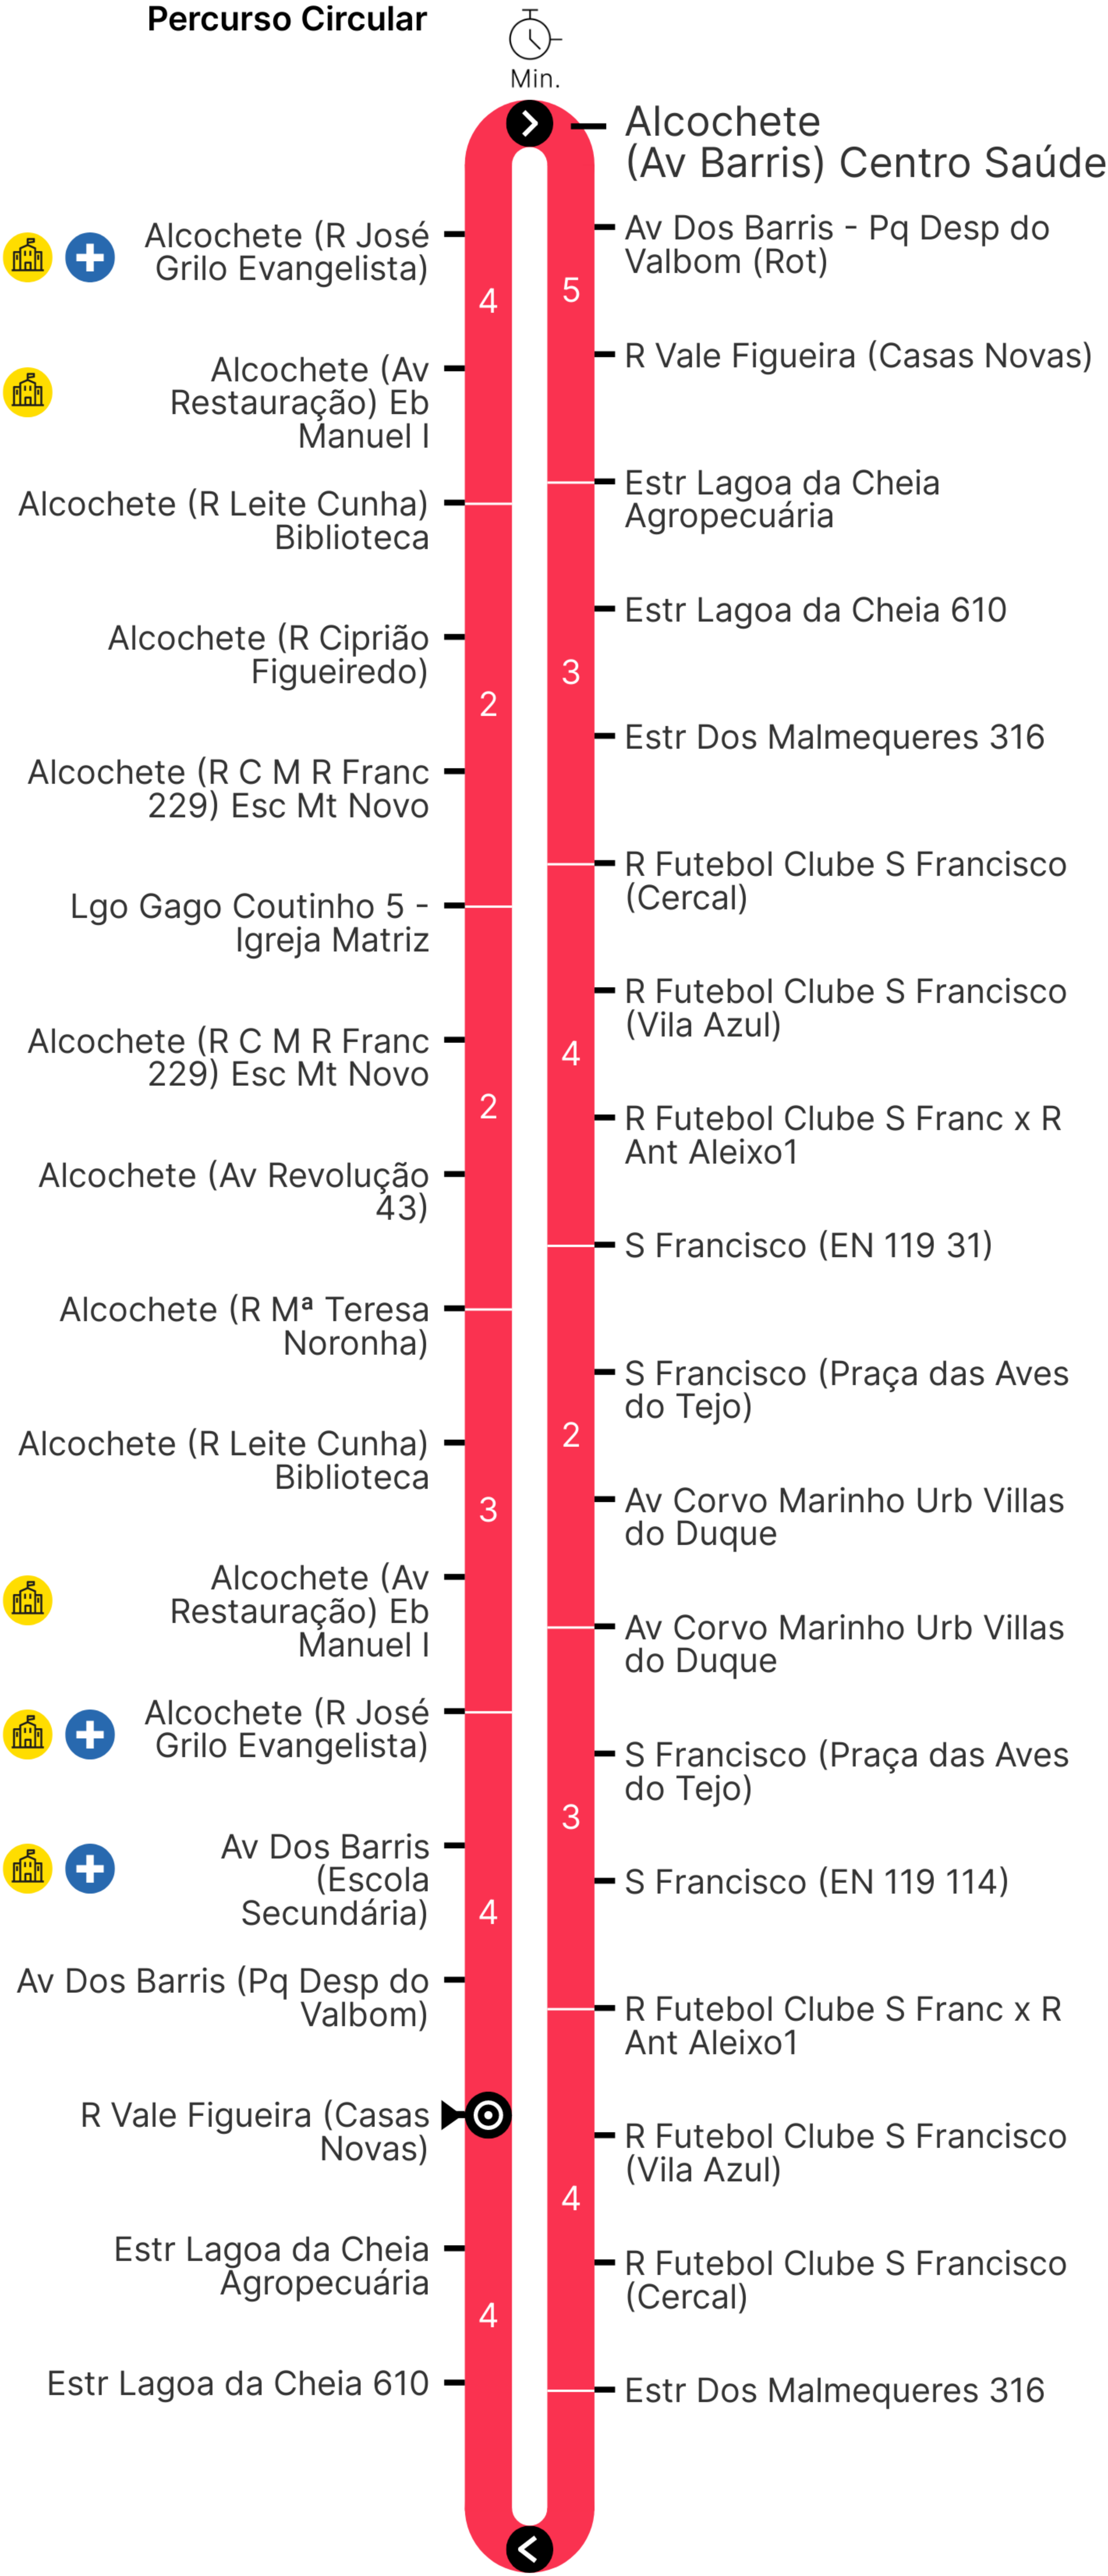 Percurso Circular
Min.
Alcochete
(Av Barris) Centro Saúde
Av Dos Barris - Pq Desp do
Valbom (Rot)
R Vale Figueira (Casas Novas)
Estr Lagoa da Cheia
Agropecuária
Estr Lagoa da Cheia 610
Estr Dos Malmequeres 316
R Futebol Clube S Francisco
(Cercal)
R Futebol Clube S Francisco
(Vila Azul)
R Futebol Clube S Franc x R
Ant Aleixo1
S Francisco (EN 119 31)
S Francisco (Praça das Aves
do Tejo)
Av Corvo Marinho Urb Villas
do Duque
Av Corvo Marinho Urb Villas
do Duque
S Francisco (Praça das Aves
do Tejo)
S Francisco (EN 119 114)
R Futebol Clube S Franc x R
Ant Aleixo1
R Futebol Clube S Francisco
(Vila Azul)
R Futebol Clube S Francisco
(Cercal)
Estr Dos Malmequeres 316
5
3
4
2
3
4
Alcochete (R José
Grilo Evangelista)
Alcochete (Av
Restauração) Eb
Manuel I
Alcochete (R Leite Cunha)
Biblioteca
Alcochete (R Ciprião
Figueiredo)
Alcochete (R C M R Franc
229) Esc Mt Novo
Lgo Gago Coutinho 5 -
Igreja Matriz
Alcochete (R C M R Franc
229) Esc Mt Novo
Alcochete (Av Revolução
43)
Alcochete (R Mª Teresa
Noronha)
Alcochete (R Leite Cunha)
Biblioteca
Alcochete (Av
Restauração) Eb
Manuel I
Alcochete (R José
Grilo Evangelista)
Av Dos Barris
(Escola
Secundária)
Av Dos Barris (Pq Desp do
Valbom)
R Vale Figueira (Casas
Novas)
Estr Lagoa da Cheia
Agropecuária
Estr Lagoa da Cheia 610
4
2
2
3
4
4